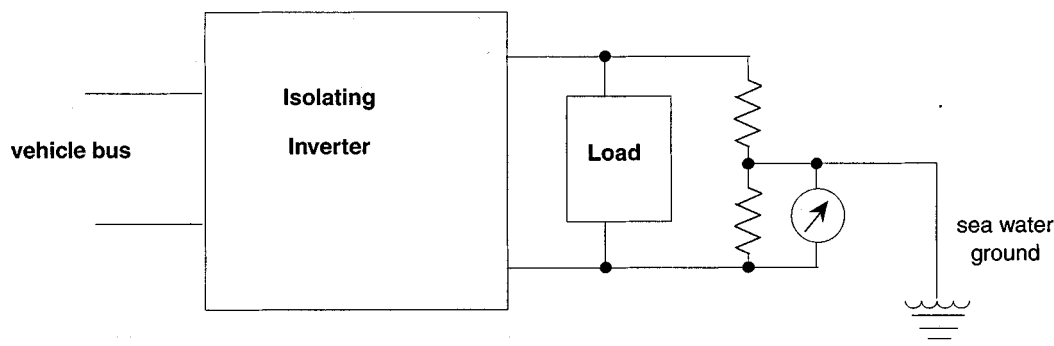 Isolating
Inverter
vehicle bus
Load
sea water
ground